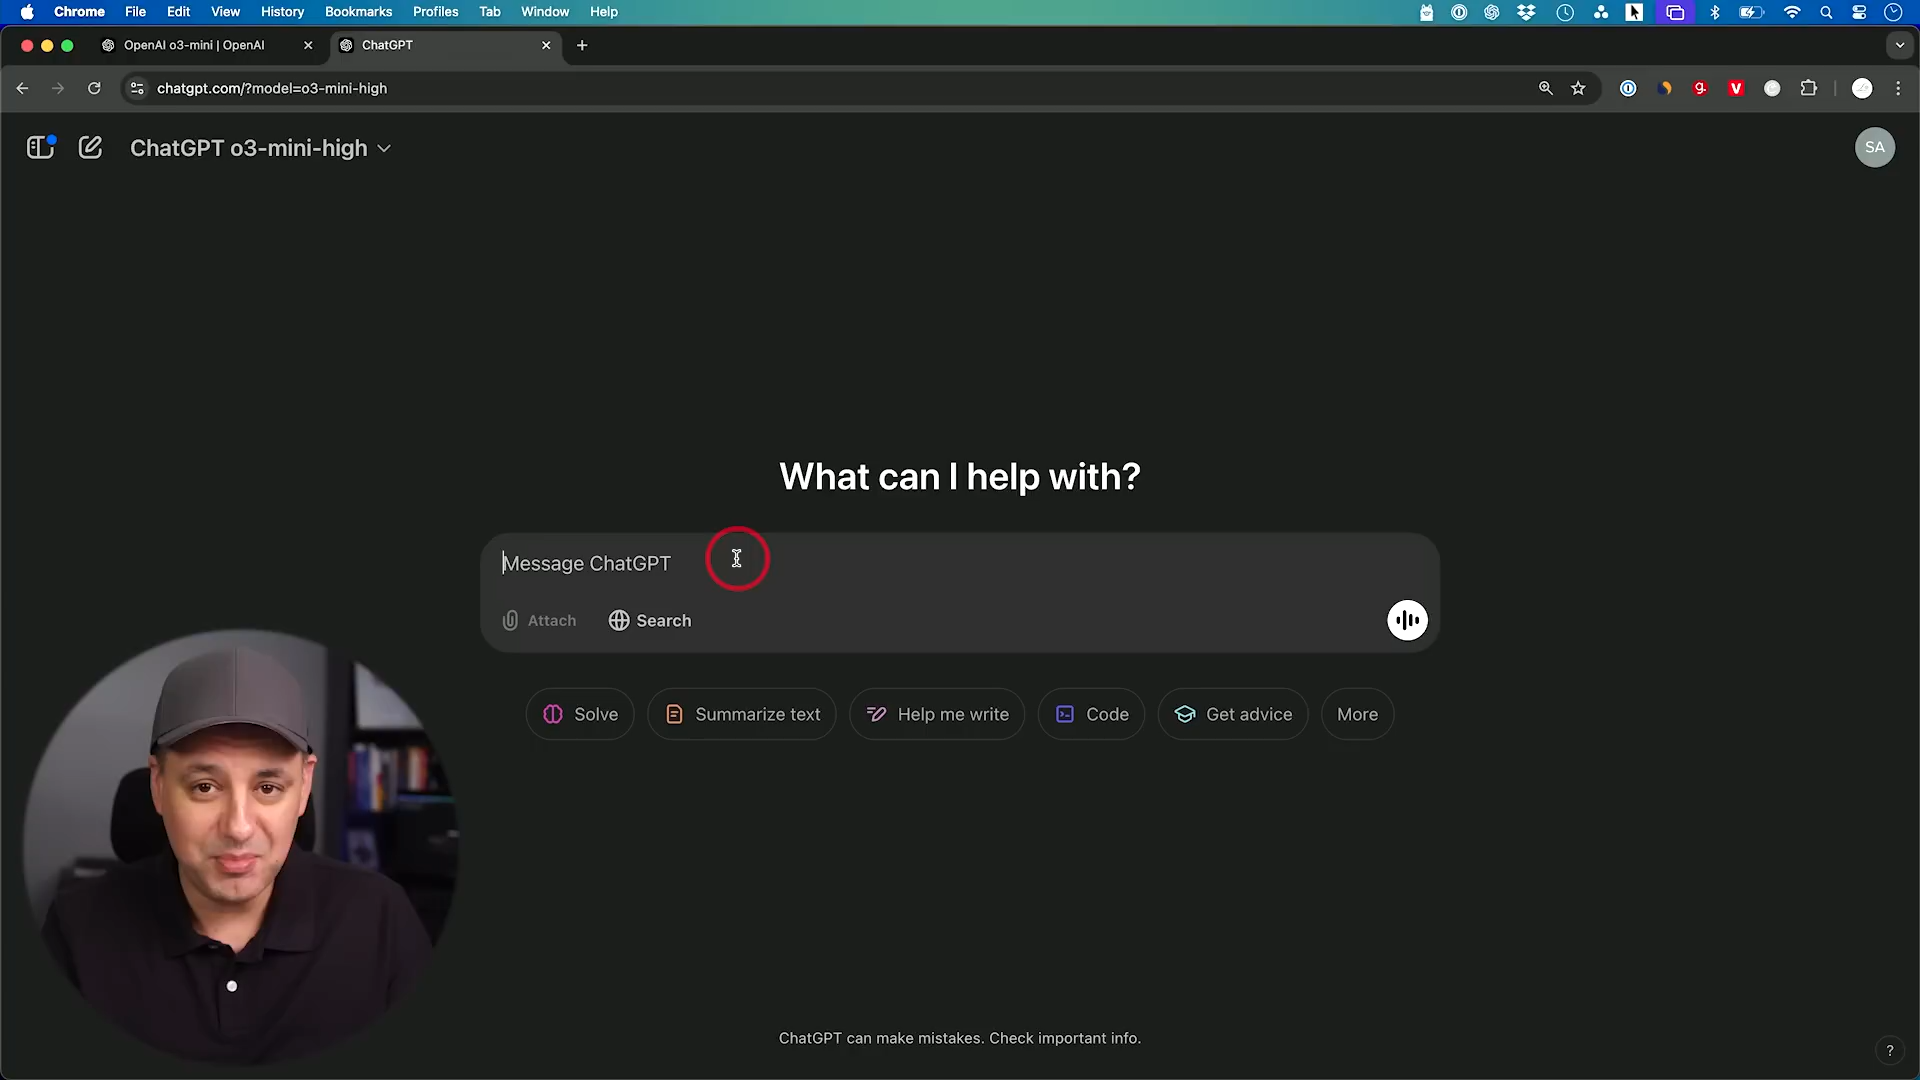 Chrome File Edit View History Bookmarks Profiles Tab Window Help
OpenAI o3-mini | OpenAI
ChatGPT
chatgpt.com/?model=o3-mini-high
ChatGPT o3-mini-high
SA
What can I help with?
Message ChatGPT
Attach Search
Solve Summarize text Help me write Code Get advice More
ChatGPT can make mistakes. Check important info.
?